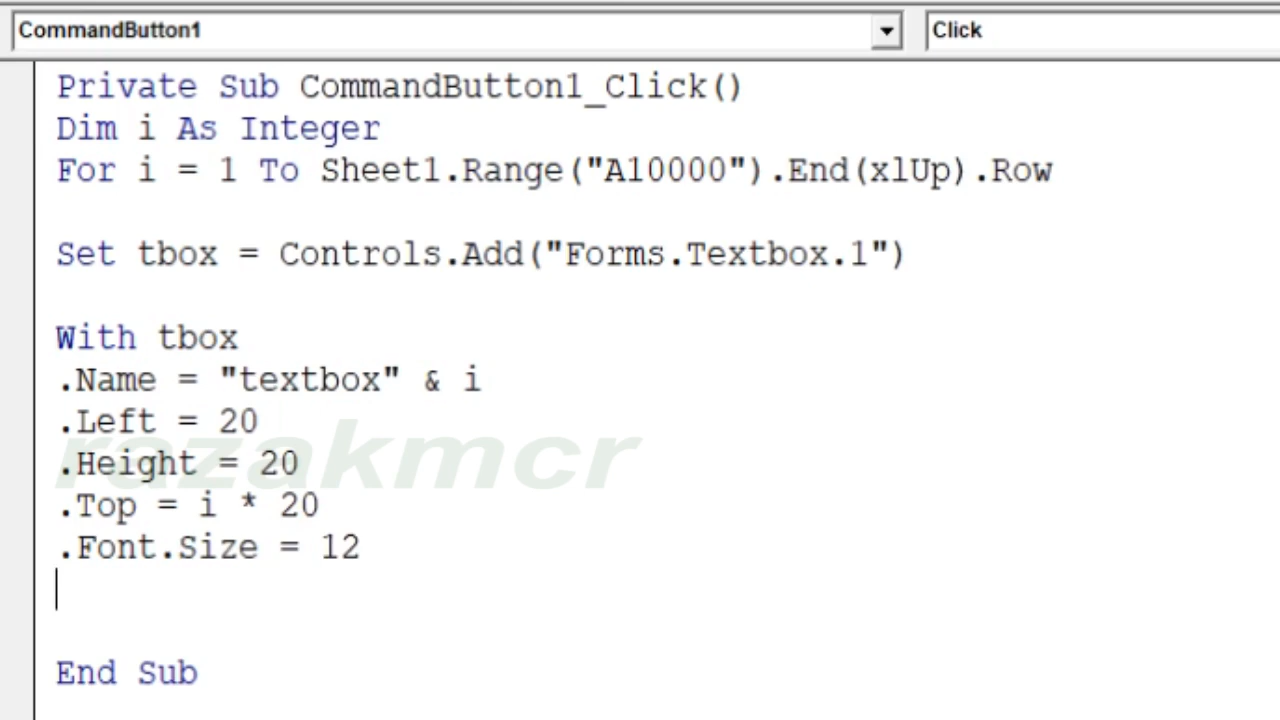 CommandButton1
Click
Private Sub CommandButton1_Click()
Dim i As Integer
For i = 1 To Sheet1.Range("A10000").End(xlUp).Row
Set tbox = Controls.Add("Forms.Textbox.1")
With tbox
.Name = "textbox" & i
.Left = 20
.Height = 20
.Top = i * 20
.Font.Size = 12
razakmcr
End Sub